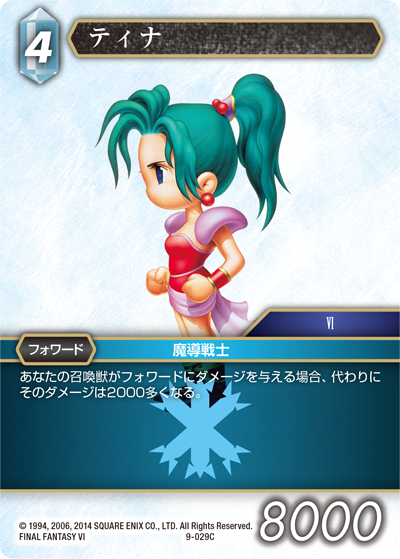 4
ティナ
VI
フォワード
魔導戦士
あなたの召喚獣がフォワードにダメージを与える場合、代わりに
そのダメージは2000多くなる。
© 1994, 2006, 2014 SQUARE ENIX CO., LTD. All Rights Reserved.
FINAL FANTASY VI
9-029C
8000